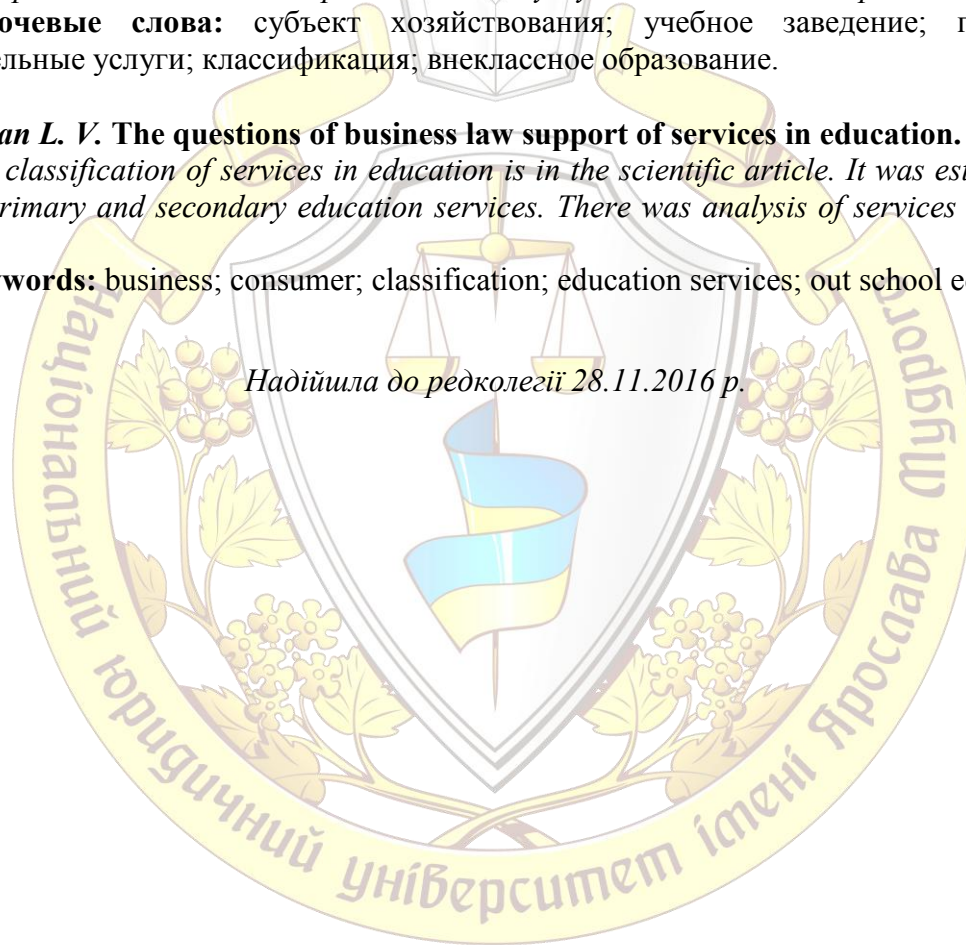 очевые слова: субъект хозяйствования; учебное заведение; п
ельные услуги; классификация; внеклассное образование.
an L. V. The questions of business law support of services in education.
classification of services in education is in the scientific article. It was est
rimary and secondary education services. There was analysis of services
words: business; consumer; classification; education services; out school e
Надійшла до редколегії 28.11.2016 р.
Національний юридичний університет імені Ярослава Мудрого